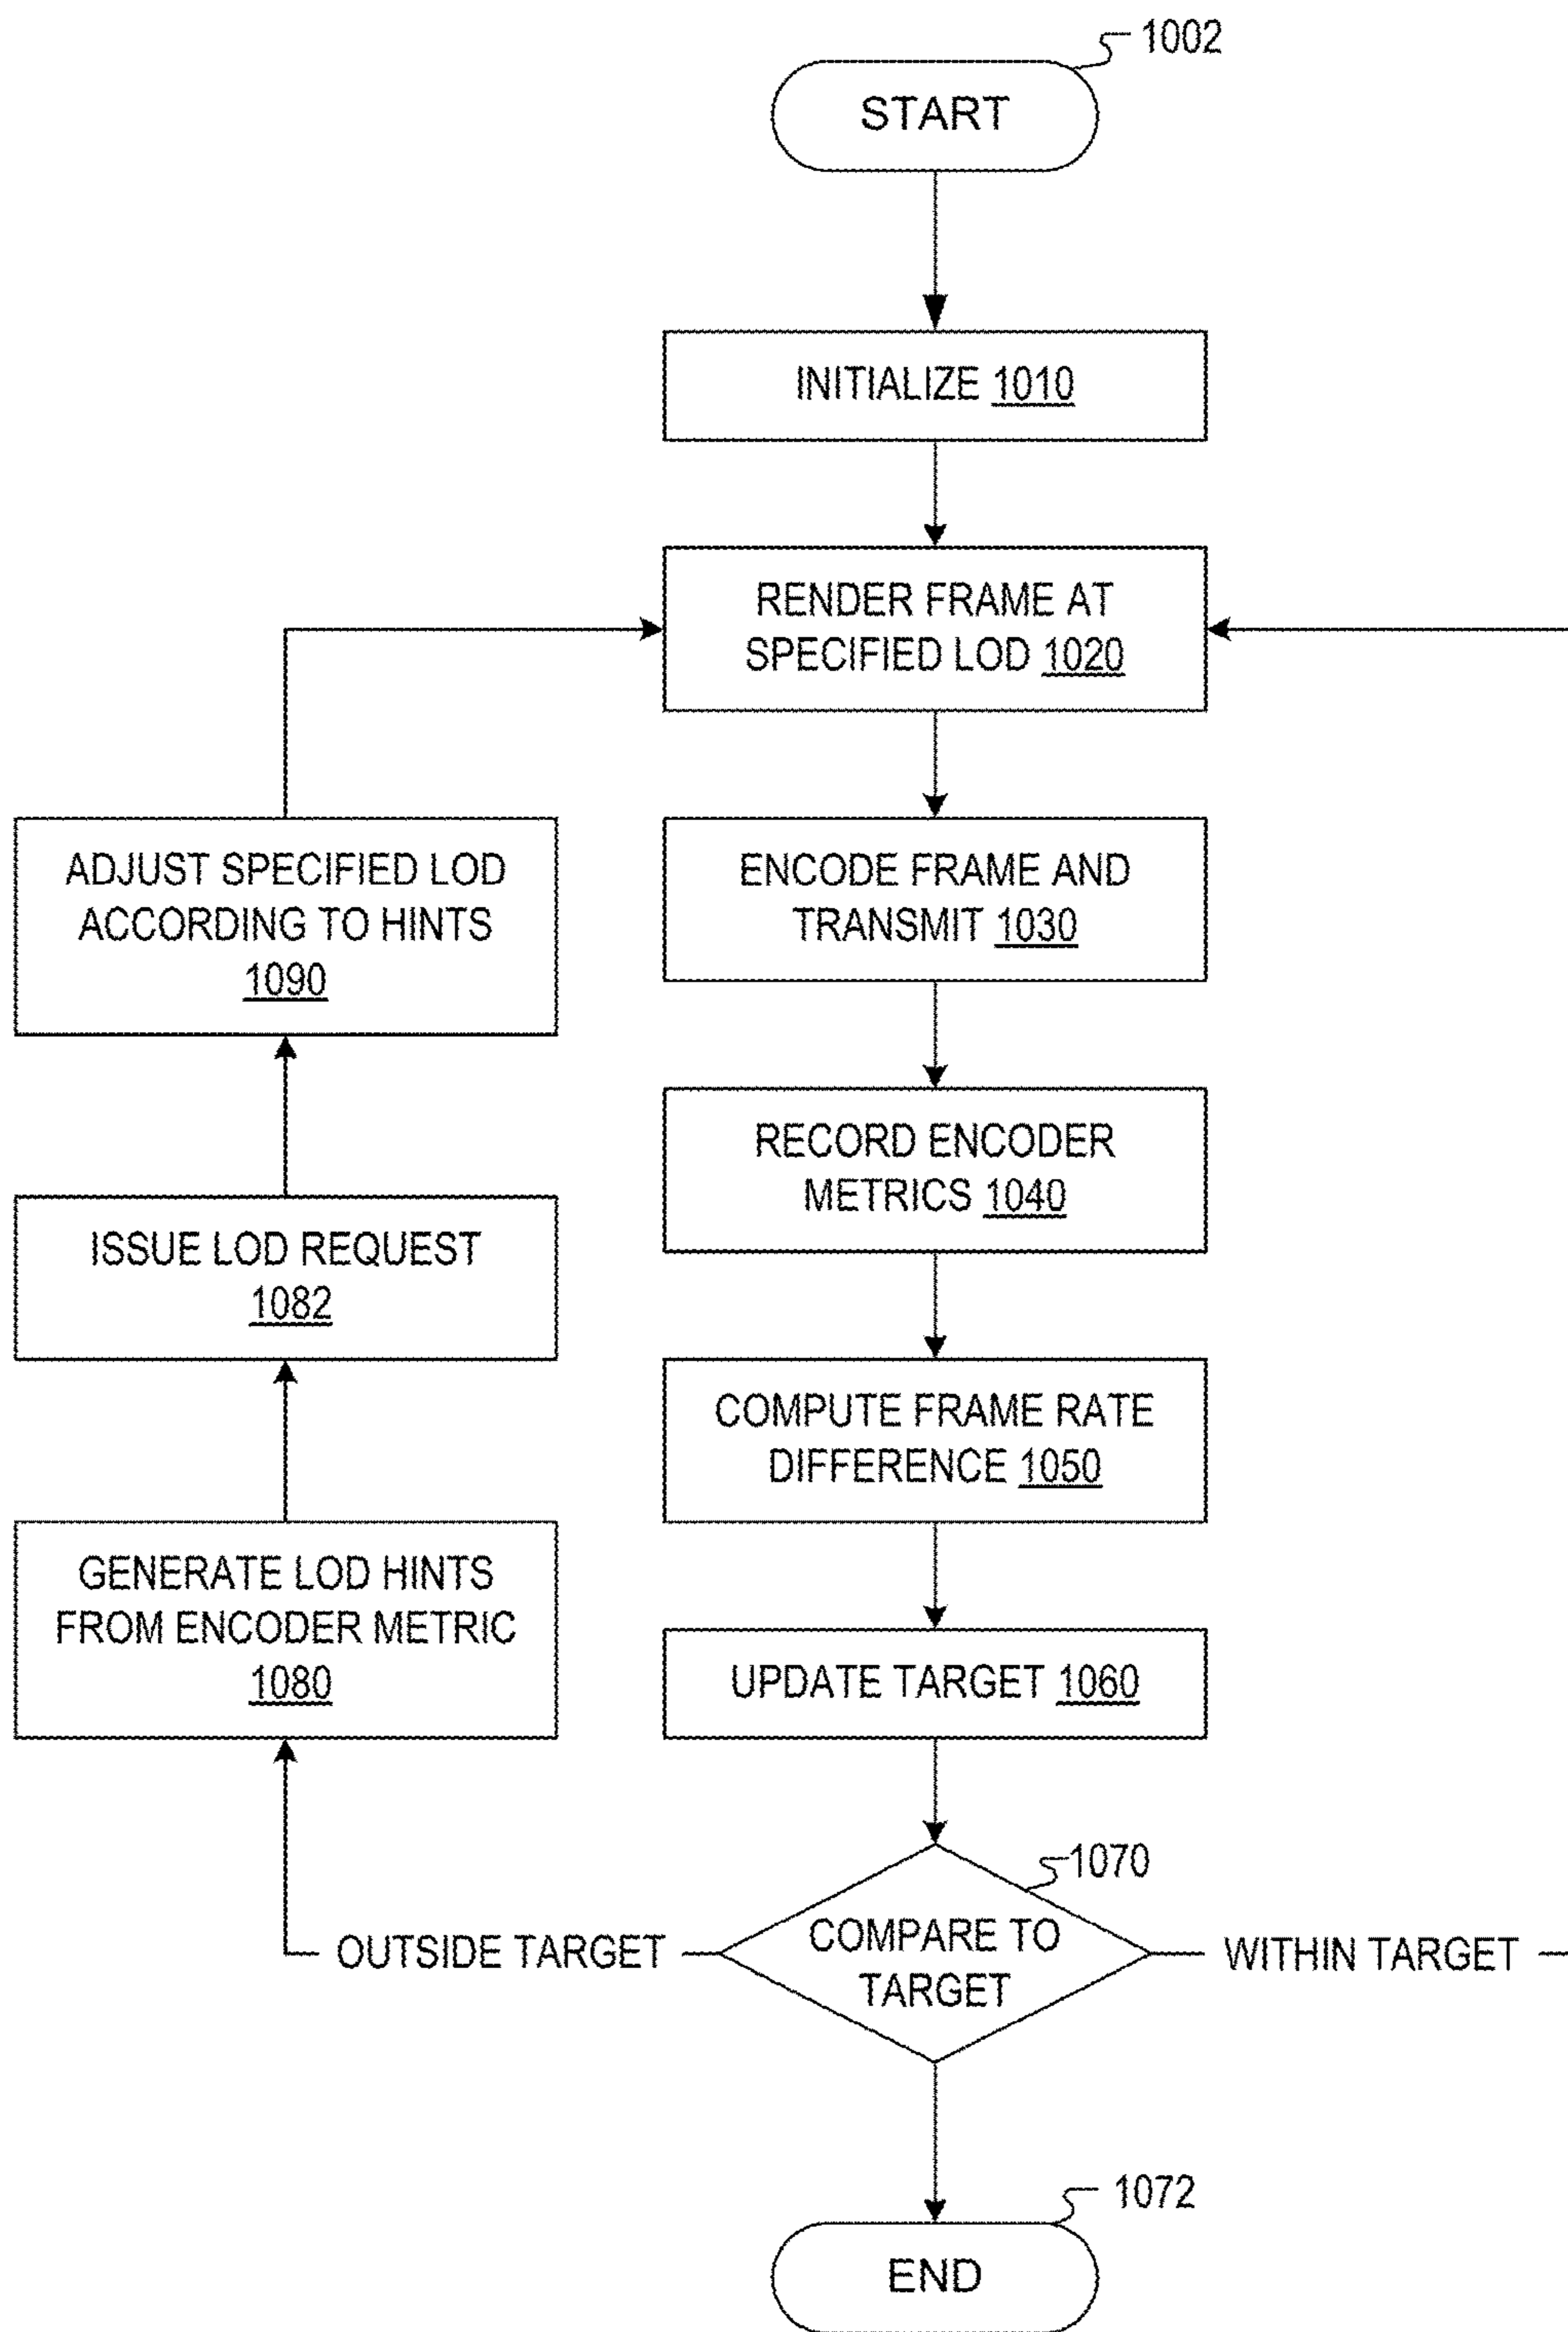 1002
START
INITIALIZE 1010
RENDER FRAME AT
SPECIFIED LOD 1020
ENCODE FRAME AND
TRANSMIT 1030
RECORD ENCODER
METRICS 1040
COMPUTE FRAME RATE
DIFFERENCE 1050
UPDATE TARGET 1060
1070
COMPARE TO
TARGET
WITHIN TARGET
OUTSIDE TARGET
GENERATE LOD HINTS
FROM ENCODER METRIC
1080
ISSUE LOD REQUEST
1082
ADJUST SPECIFIED LOD
ACCORDING TO HINTS
1090
1072
END